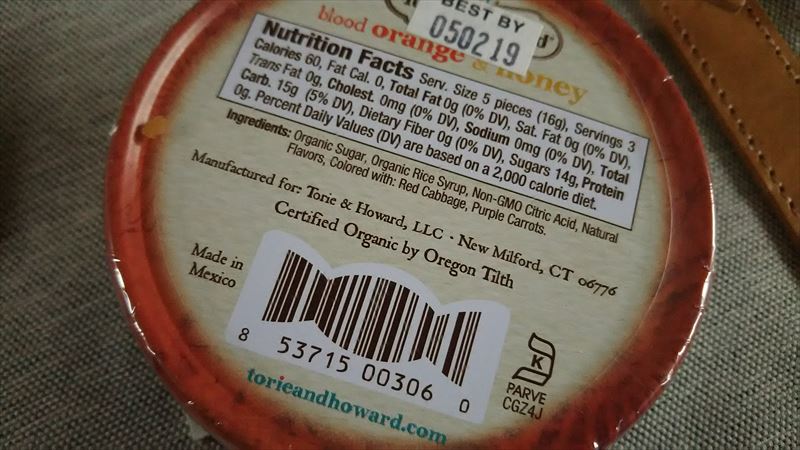 BEST BY
050219
blood orange & honey
Nutrition Facts Serv. Size 5 pieces (16g), Servings 3
Calories 60, Fat Cal. 0, Total Fat 0g (0% DV), Sat. Fat 0g (0% DV),
Trans Fat 0g, Cholest. 0mg (0% DV), Sodium 0mg (0% DV), Total
Carb. 15g (5% DV), Dietary Fiber 0g (0% DV), Sugars 14g, Protein
0g. Percent Daily Values (DV) are based on a 2,000 calorie diet.
Ingredients: Organic Sugar, Organic Rice Syrup, Non-GMO Citric Acid, Natural
Flavors, Colored with: Red Cabbage, Purple Carrots.
Manufactured for: Torie & Howard, LLC · New Milford, CT 06776
Certified Organic by Oregon Tilth
Made in
Mexico
8 53715 00306 0
K
PARVE
CGZ4J
torieandhoward.com